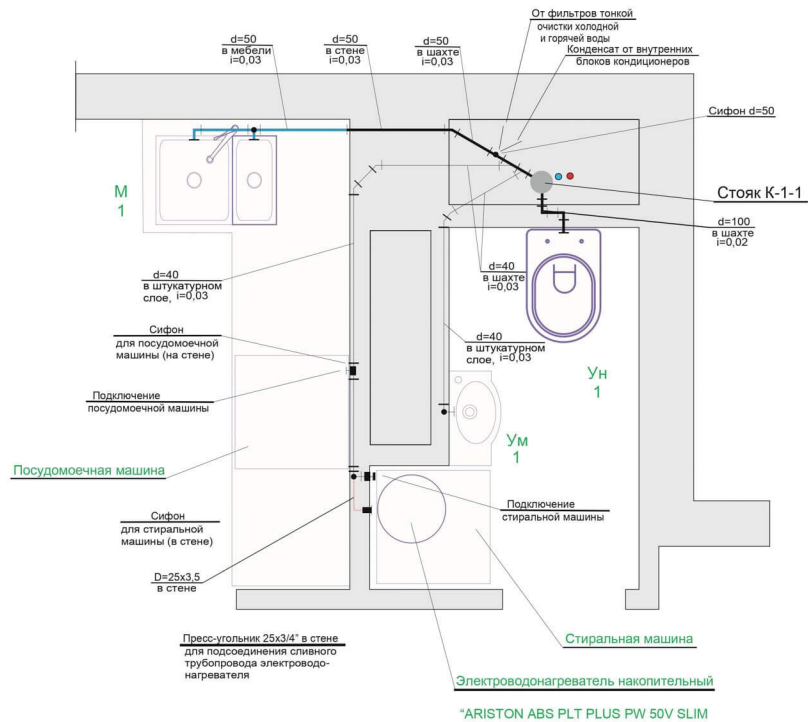 d=50
в мебели
i=0,03
d=50
в стене
i=0,03
d=50
в шахте
i=0,03
От фильтров тонкой
очистки холодной
и горячей воды
Конденсат от внутренних
блоков кондиционеров
Сифон d=50
Стояк К-1-1
d=100
в шахте
i=0,02
М
1
d=40
в штукатурном
слое, i=0,03
d=40
в шахте
i=0,03
d=40
в штукатурном
слое, i=0,03
Сифон
для посудомоечной
машины (на стене)
Подключение
посудомоечной машины
Ун
1
Ум
1
Посудомоечная машина
Сифон
для стиральной
машины (в стене)
Подключение
стиральной машины
D=25x3,5
в стене
Пресс-угольник 25x3/4" в стене
для подсоединения сливного
трубопровода электроводо-
нагревателя
Стиральная машина
Электроводонагреватель накопительный
"ARISTON ABS PLT PLUS PW 50V SLIM